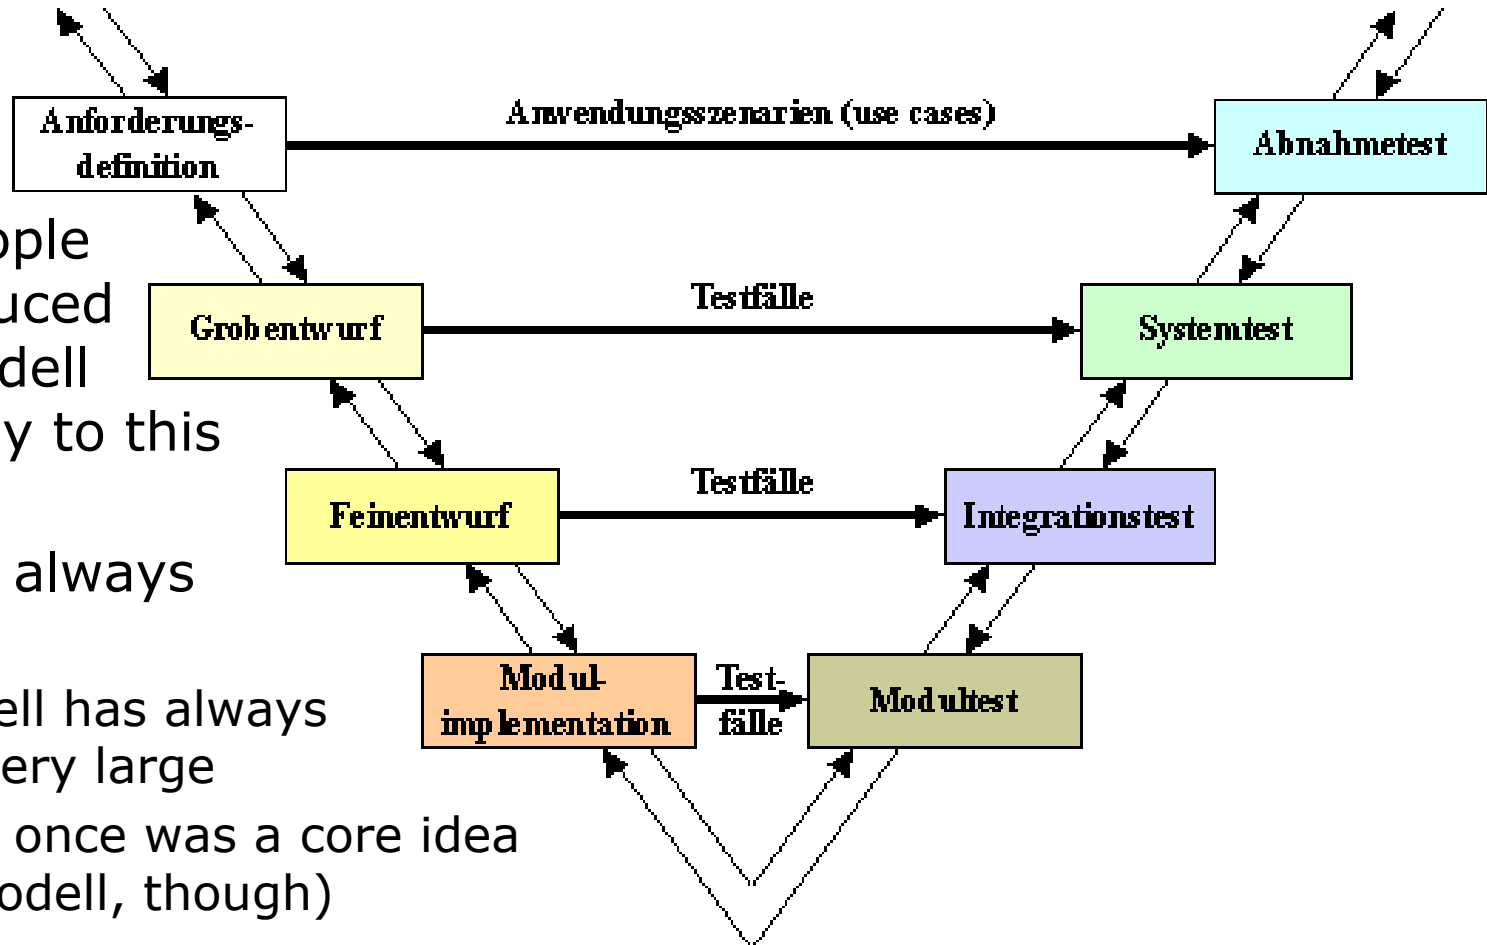 Anforderungs-
definition
Anwendungsszenarien (use cases)
Abnahmetest
ople
uced
dell
Grobentwurf
Testfälle
Systemtest
y to this
Feinentwurf
Testfälle
Integrationstest
always
ell has always
ery large
once was a core idea
odell, though)
Modul-
implementation
Test-
fälle
Modultest